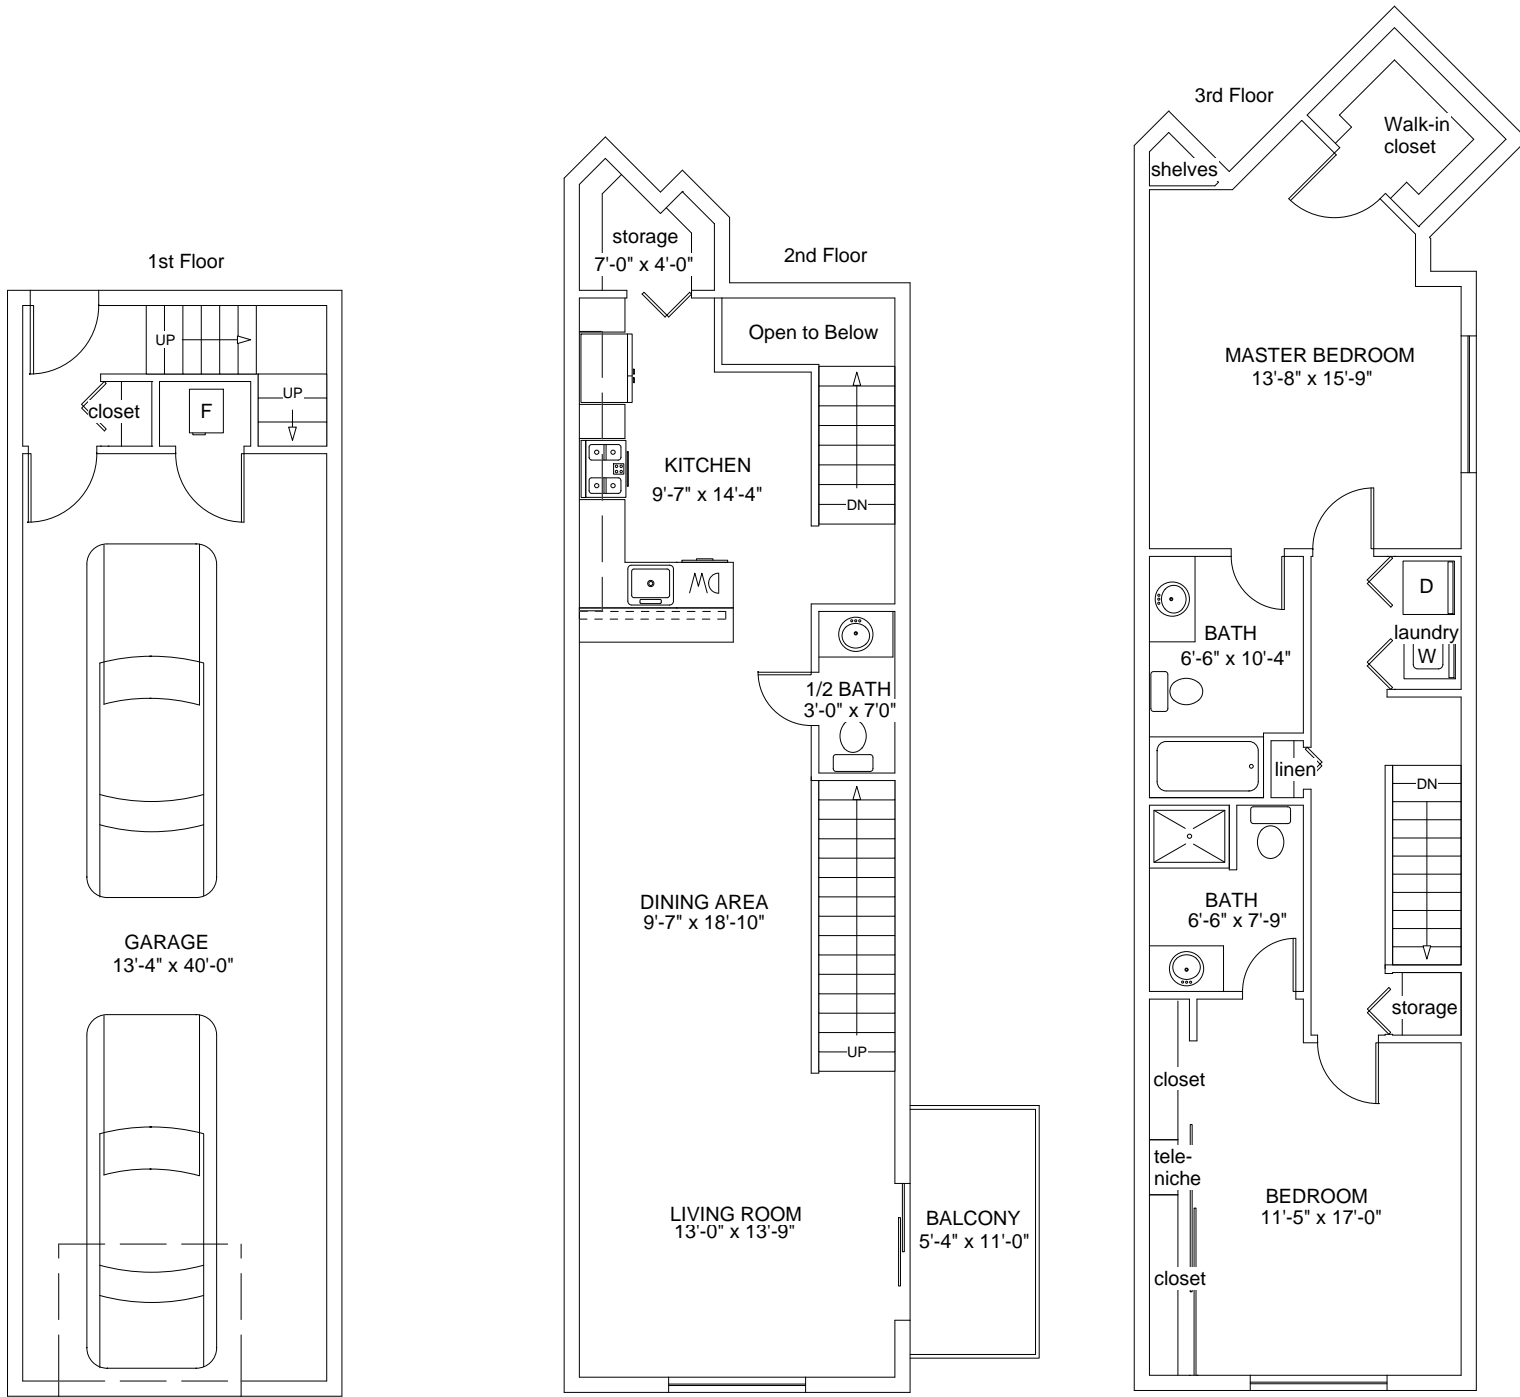 1st Floor
UP
UP
closet
F
GARAGE
13'-4" x 40'-0"
2nd Floor
storage
7'-0" x 4'-0"
Open to Below
KITCHEN
9'-7" x 14'-4"
DN
DW
1/2 BATH
3'-0" x 7'0"
DINING AREA
9'-7" x 18'-10"
UP
LIVING ROOM
13'-0" x 13'-9"
BALCONY
5'-4" x 11'-0"
3rd Floor
Walk-in
closet
shelves
MASTER BEDROOM
13'-8" x 15'-9"
D
laundry
W
BATH
6'-6" x 10'-4"
linen
DN
BATH
6'-6" x 7'-9"
storage
closet
tele-
niche
BEDROOM
11'-5" x 17'-0"
closet